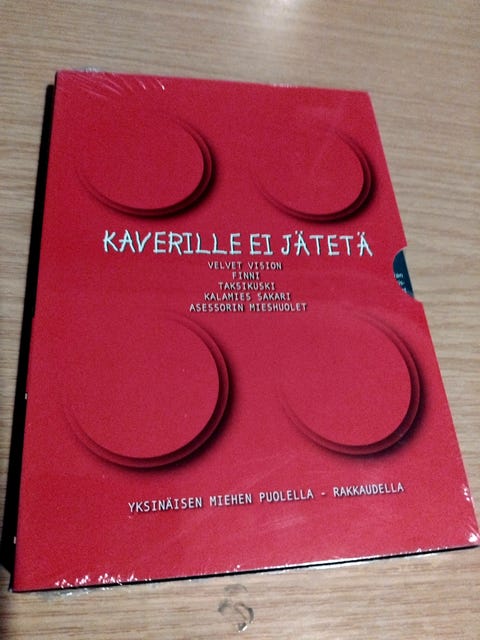 KAVERILLE EI JÄTETÄ
VELVET VISION
FINNI
TAKSIKUSKI
KALAMIES SAKARI
ASESSORIN MIESHUOLET
YKSINÄISEN MIEHEN PUOLELLA - RAKKAUDELLA